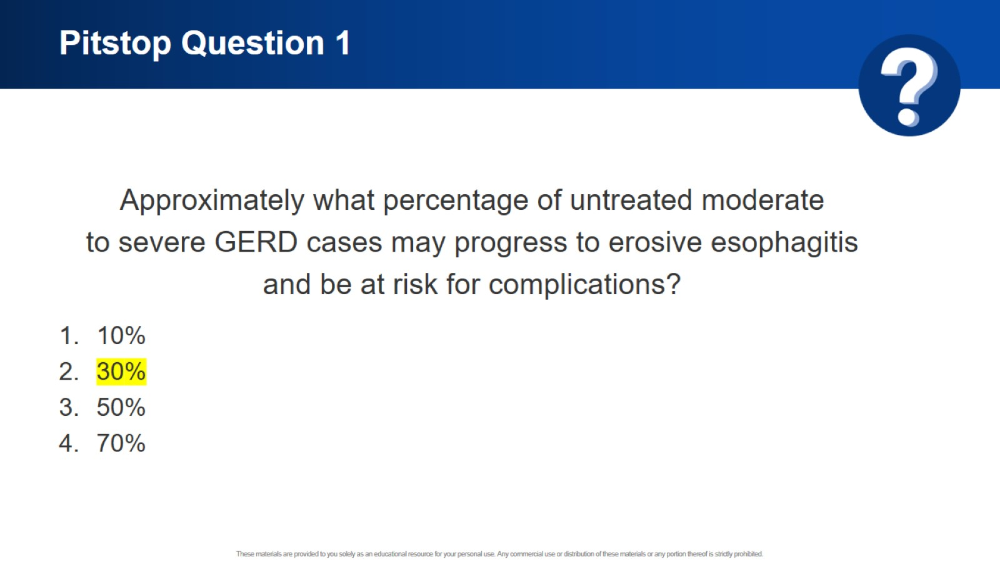 Pitstop Question 1
?
Approximately what percentage of untreated moderate
to severe GERD cases may progress to erosive esophagitis
and be at risk for complications?
1. 10%
2. 30%
3. 50%
4. 70%
These materials are provided to you solely as an educational resource for your personal use. Any commercial use or distribution of these materials or any portion thereof is strictly prohibited.